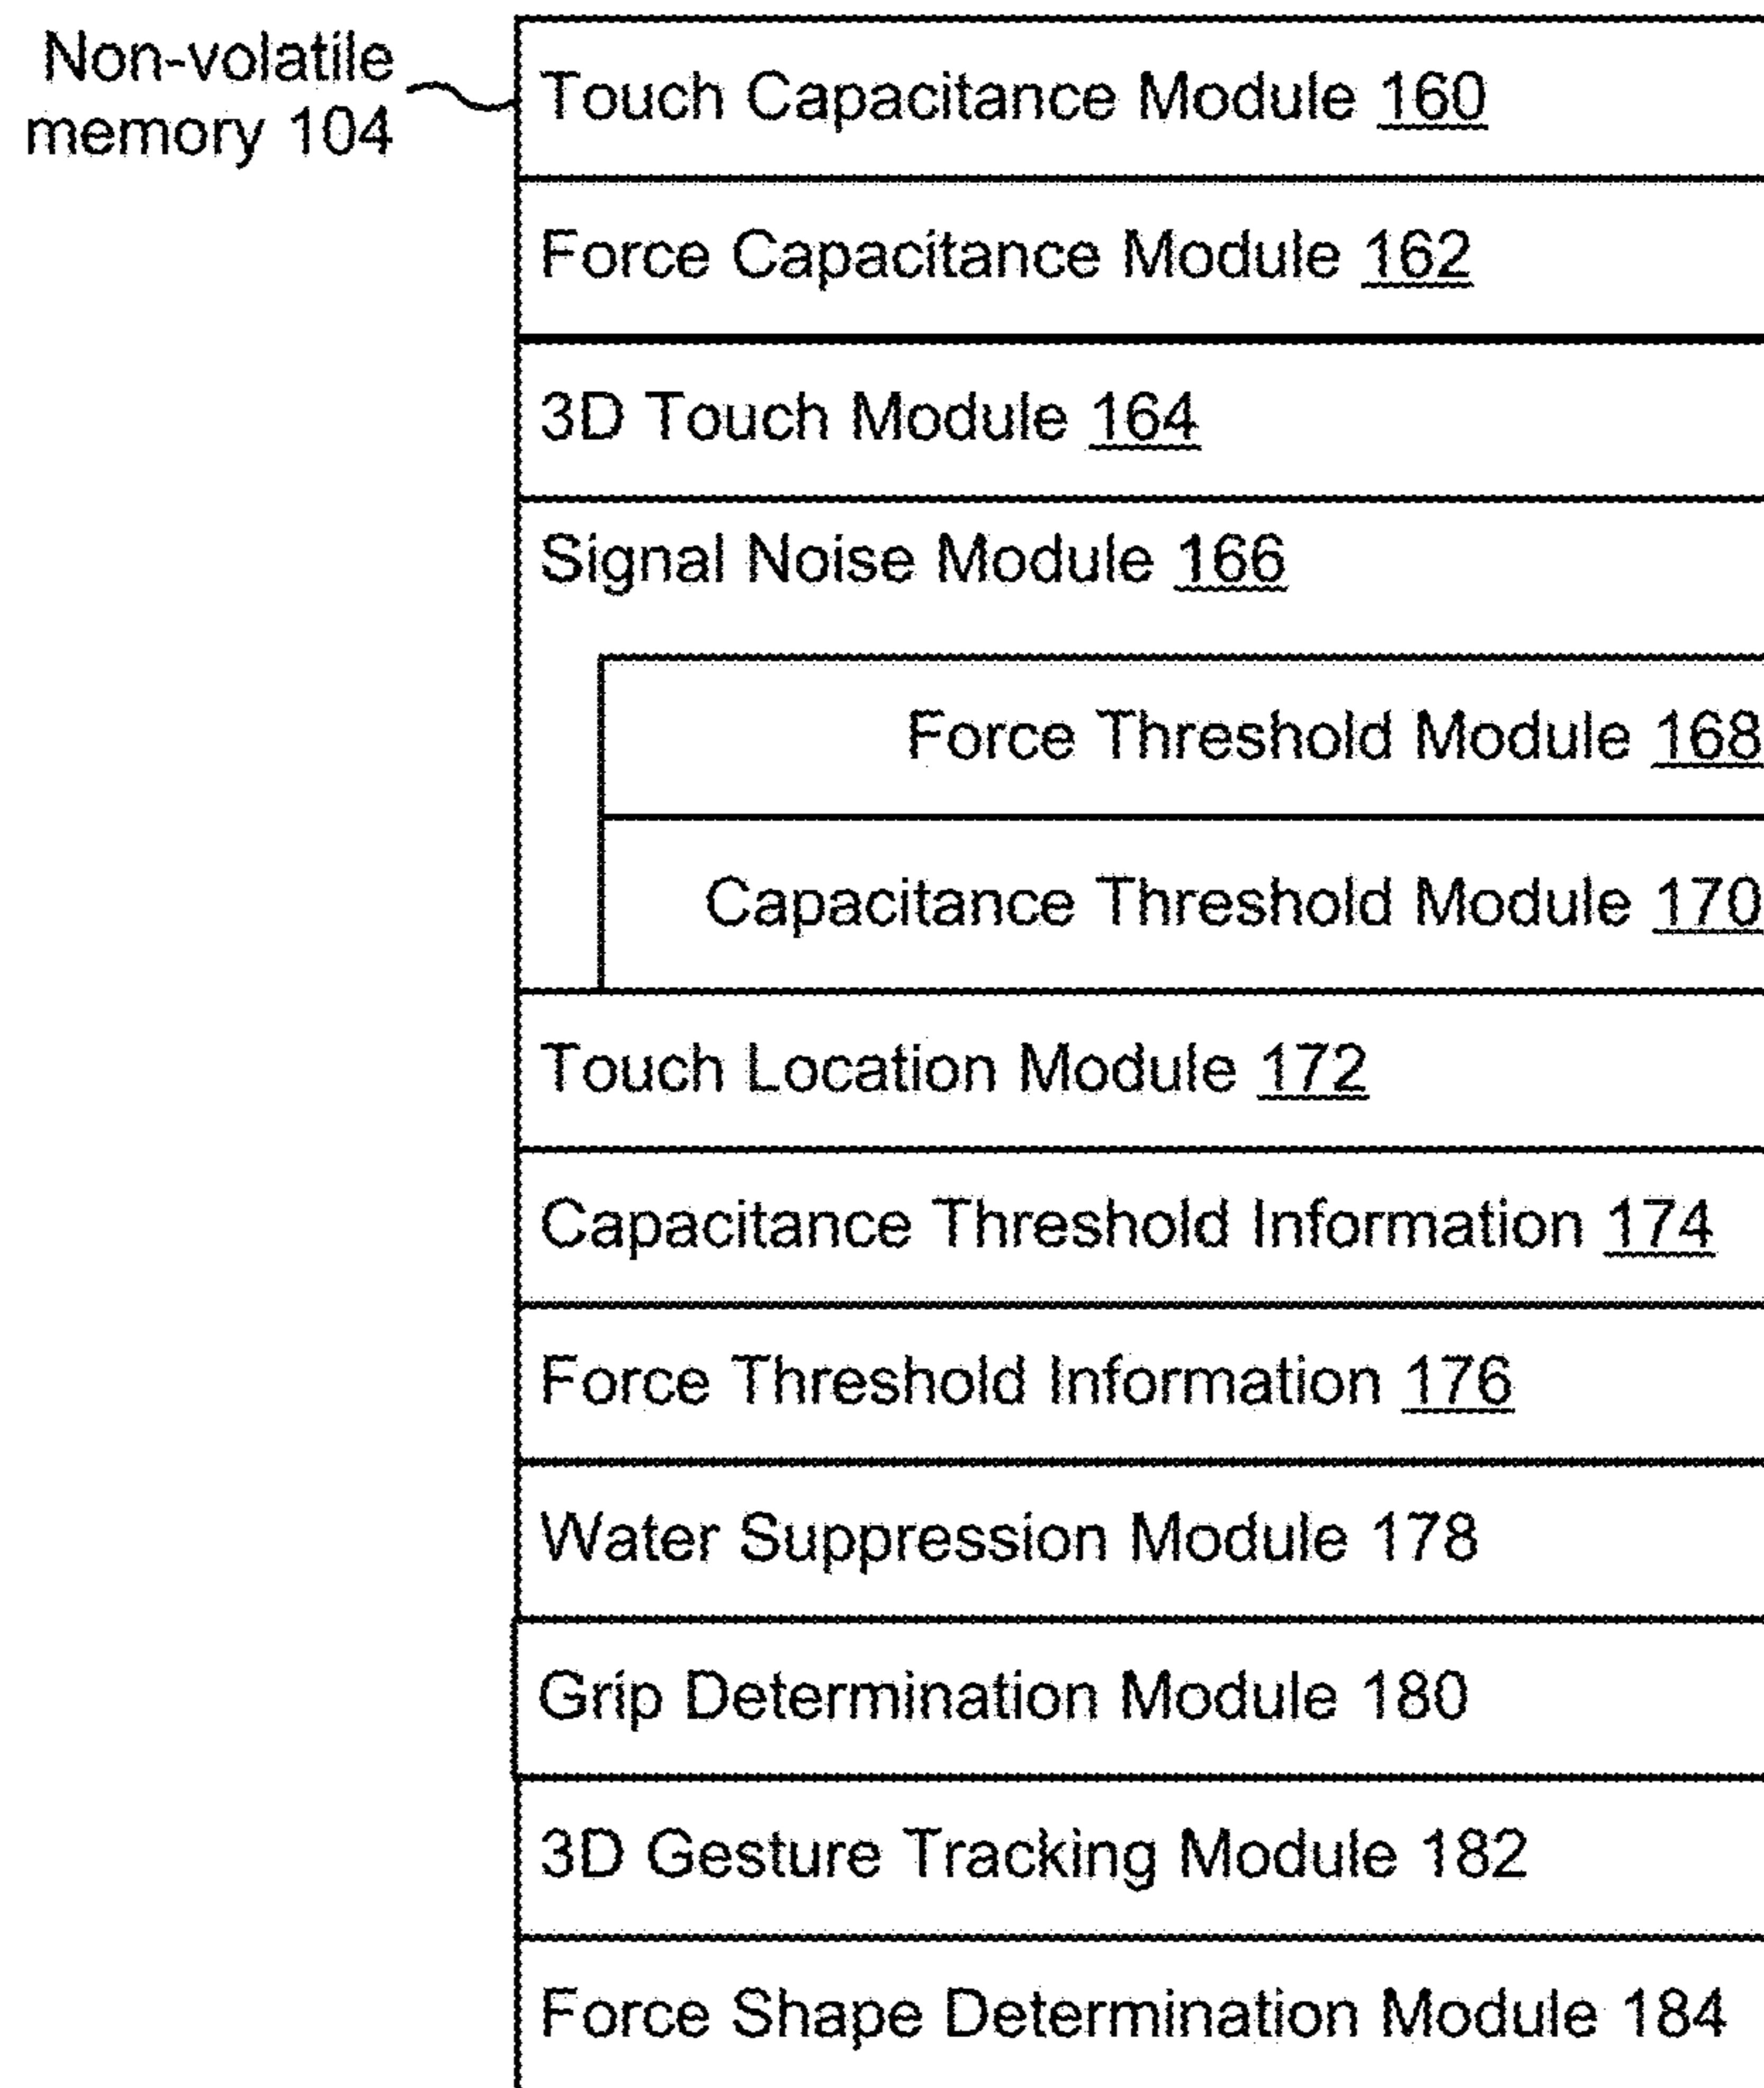 Non-volatile
memory 104
Touch Capacitance Module 160
Force Capacitance Module 162
3D Touch Module 164
Signal Noise Module 166
Force Threshold Module 168
Capacitance Threshold Module 170
Touch Location Module 172
Capacitance Threshold Information 174
Force Threshold Information 176
Water Suppression Module 178
Grip Determination Module 180
3D Gesture Tracking Module 182
Force Shape Determination Module 184